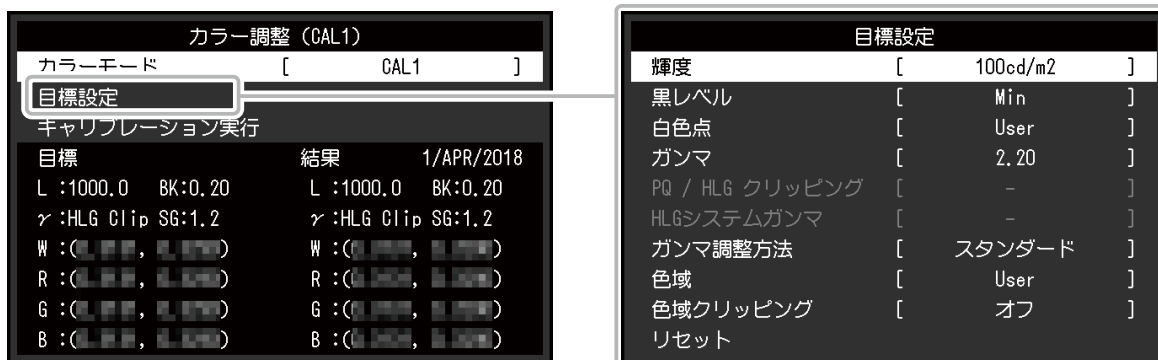 カラー調整（CAL1）
カラーモード [ CAL1 ]
目標設定
キャリブレーション実行
目標 結果 1/APR/2018
L :1000.0 BK:0.20 L :1000.0 BK:0.20
γ:HLG Clip SG:1.2 γ:HLG Clip SG:1.2
W :( , ) W :( , )
R :( , ) R :( , )
G :( , ) G :( , )
B :( , ) B :( , )
目標設定
輝度 [ 100cd/m2 ]
黒レベル [ Min ]
白色点 [ User ]
ガンマ [ 2.20 ]
PQ / HLG クリッピング [ - ]
HLGシステムガンマ [ - ]
ガンマ調整方法 [ スタンダード ]
色域 [ User ]
色域クリッピング [ オフ ]
リセット